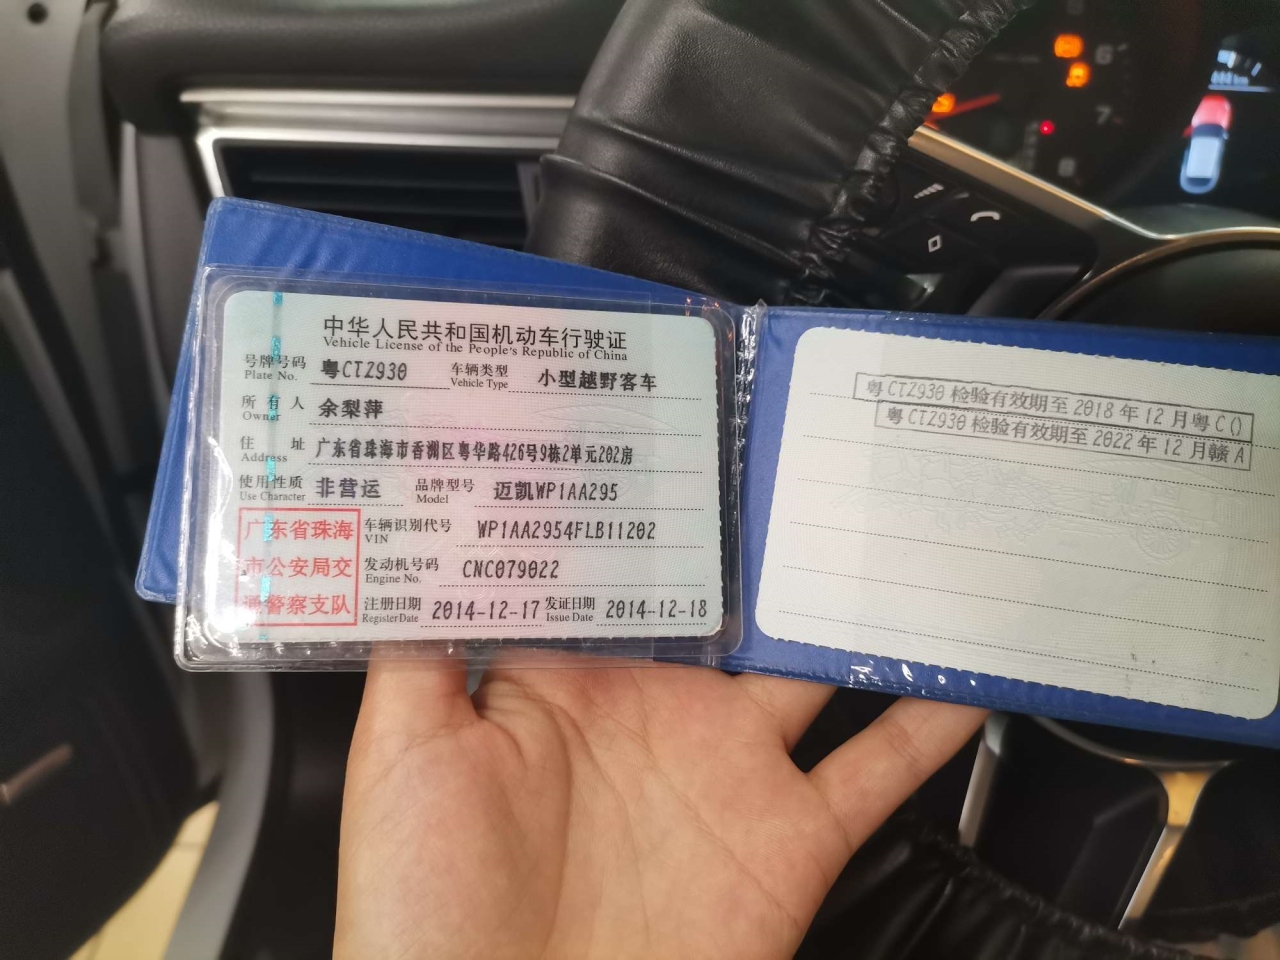 中华人民共和国机动车行驶证
Vehicle License of the People's Republic of China
号牌号码 粤CTZ930 车辆类型 小型越野客车
Plate No. Vehicle Type
所有人 余梨萍
Owner
住址 广东省珠海市香洲区粤华路426号9栋2单元202房
Address
使用性质 非营运 品牌型号 迈凯WP1AA295
Use Character Model
车辆识别代号 WP1AA2954FLB11202
VIN
发动机号码 CNC079022
Engine No.
注册日期 2014-12-17 发证日期 2014-12-18
Register Date Issue Date
广东省珠海
市公安局交
通警察支队
粤CTZ930 检验有效期至 2018 年 12 月粤 C()
粤CTZ930 检验有效期至 2022 年 12 月赣 A
6
7
8